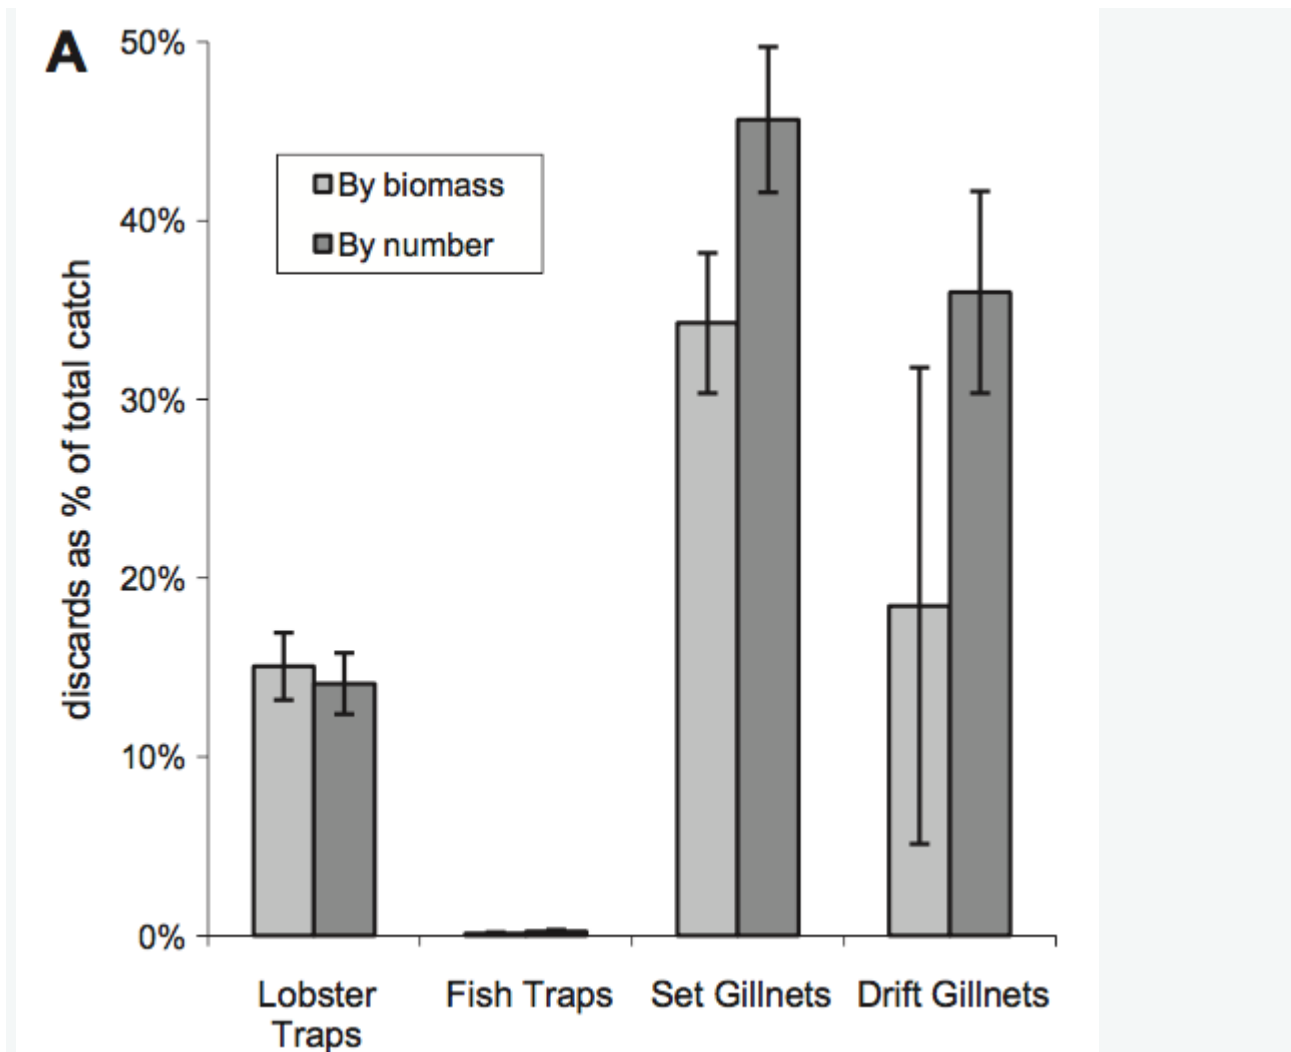 A
50%
40%
30%
20%
10%
0%
discards as % of total catch
By biomass
By number
Lobster
Traps
Fish Traps
Set Gillnets
Drift Gillnets